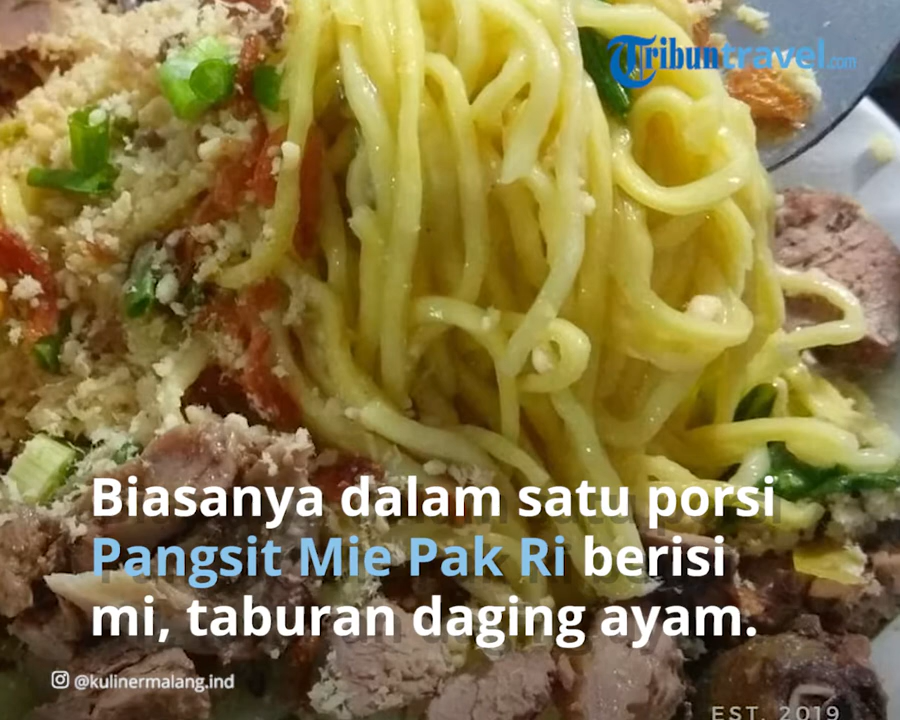 Tribuntravel.com
Biasanya dalam satu porsi
Pangsit Mie Pak Ri berisi
mi, taburan daging ayam.
@kulinermalang.ind
EST. 2019